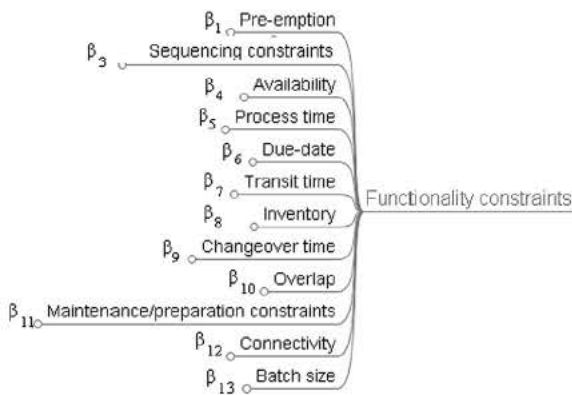 β1 Pre-emption
β3 Sequencing constraints
β4 Availability
β5 Process time
β6 Due-date
β7 Transit time
Functionality constraints
β8 Inventory
β9 Changeover time
β10 Overlap
β11 Maintenance/preparation constraints
β12 Connectivity
β13 Batch size